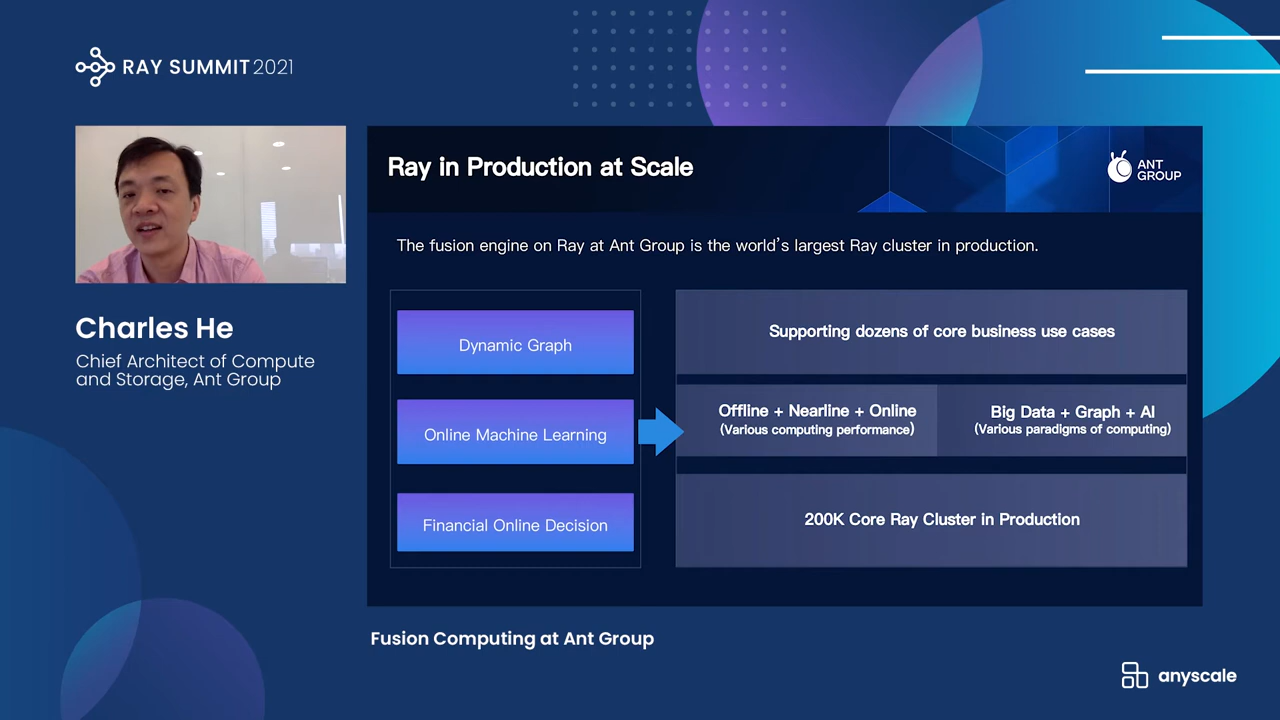 RAY SUMMIT 2021
Charles He
Chief Architect of Compute
and Storage, Ant Group
Ray in Production at Scale
ANT
GROUP
The fusion engine on Ray at Ant Group is the world's largest Ray cluster in production.
Dynamic Graph
Online Machine Learning
Financial Online Decision
Supporting dozens of core business use cases
Offline + Nearline + Online
(Various computing performance)
Big Data + Graph + AI
(Various paradigms of computing)
200K Core Ray Cluster in Production
Fusion Computing at Ant Group
anyscale